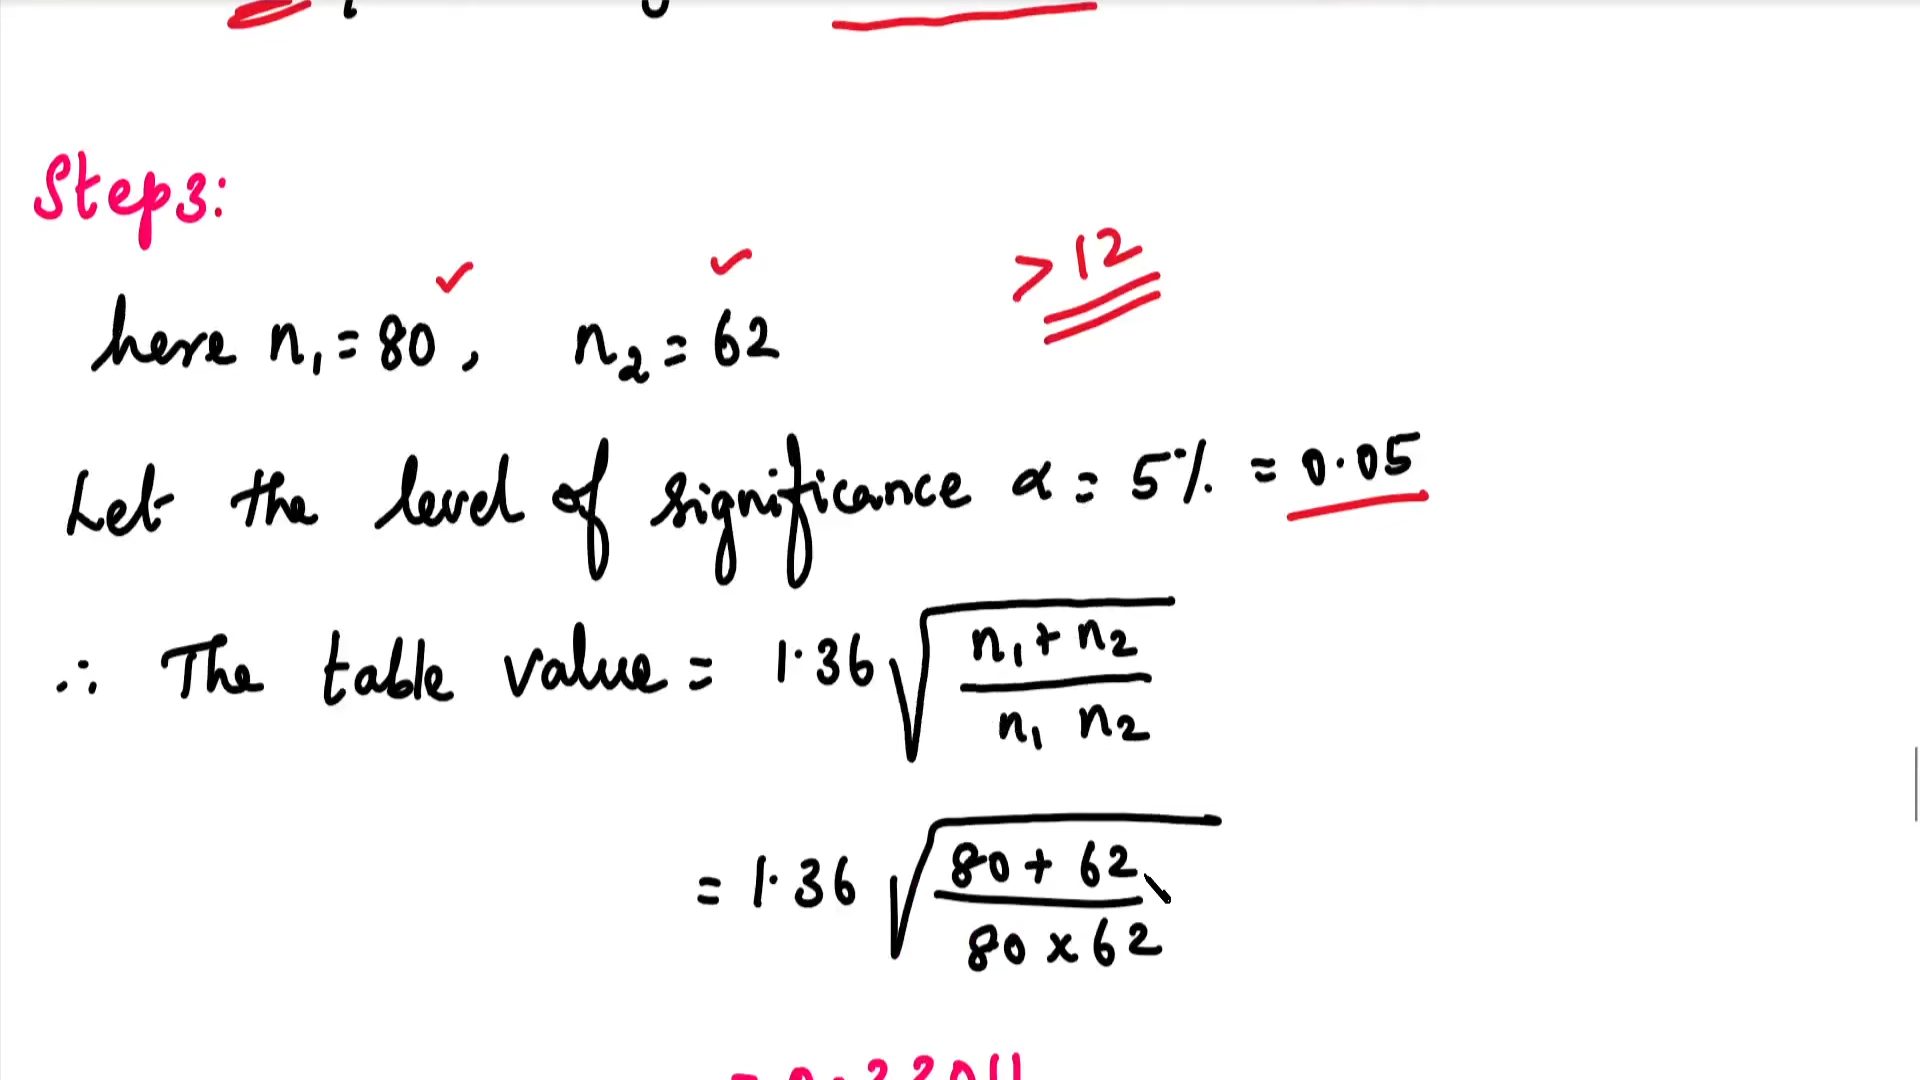 Step3:
>12
here n₁ = 80, n₂ = 62
Let the level of significance α = 5% = 0.05
∴ The table value = 1.36 √((n₁ + n₂)/(n₁ n₂))
= 1.36 √((80 + 62)/(80 x 62))